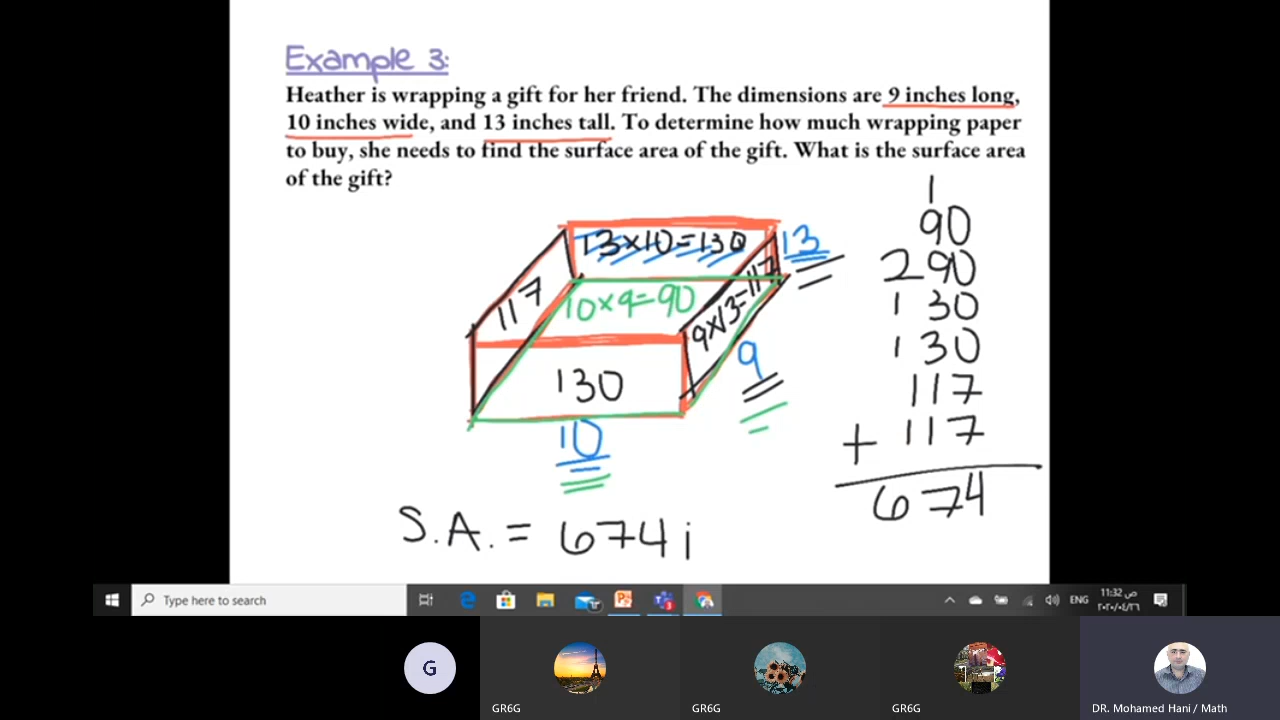 Example 3:
Heather is wrapping a gift for her friend. The dimensions are 9 inches long,
10 inches wide, and 13 inches tall. To determine how much wrapping paper
to buy, she needs to find the surface area of the gift. What is the surface area
of the gift?
13×10=130
13
117
10×9=90
9×13=117
9
130
10
1
90
290
130
130
117
+ 117
674
S.A. = 674 i
Type here to search
ENG
11:32 ص
٢٠٢٠/٠٤/٢٦
G
GR6G
GR6G
GR6G
DR. Mohamed Hani / Math